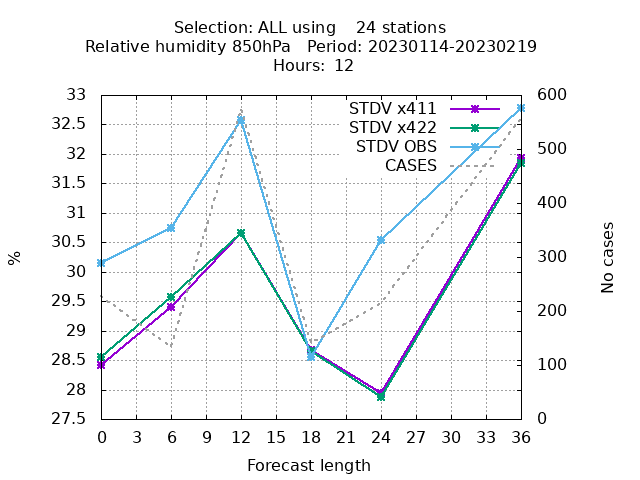 Selection: ALL using    24 stations
Relative humidity 850hPa   Period: 20230114-20230219
Hours: 12
STDV x411
STDV x422
STDV OBS
CASES
33
32.5
32
31.5
31
30.5
30
29.5
29
28.5
28
27.5
%
600
500
400
300
200
100
0
No cases
0 3 6 9 12 15 18 21 24 27 30 33 36
Forecast length